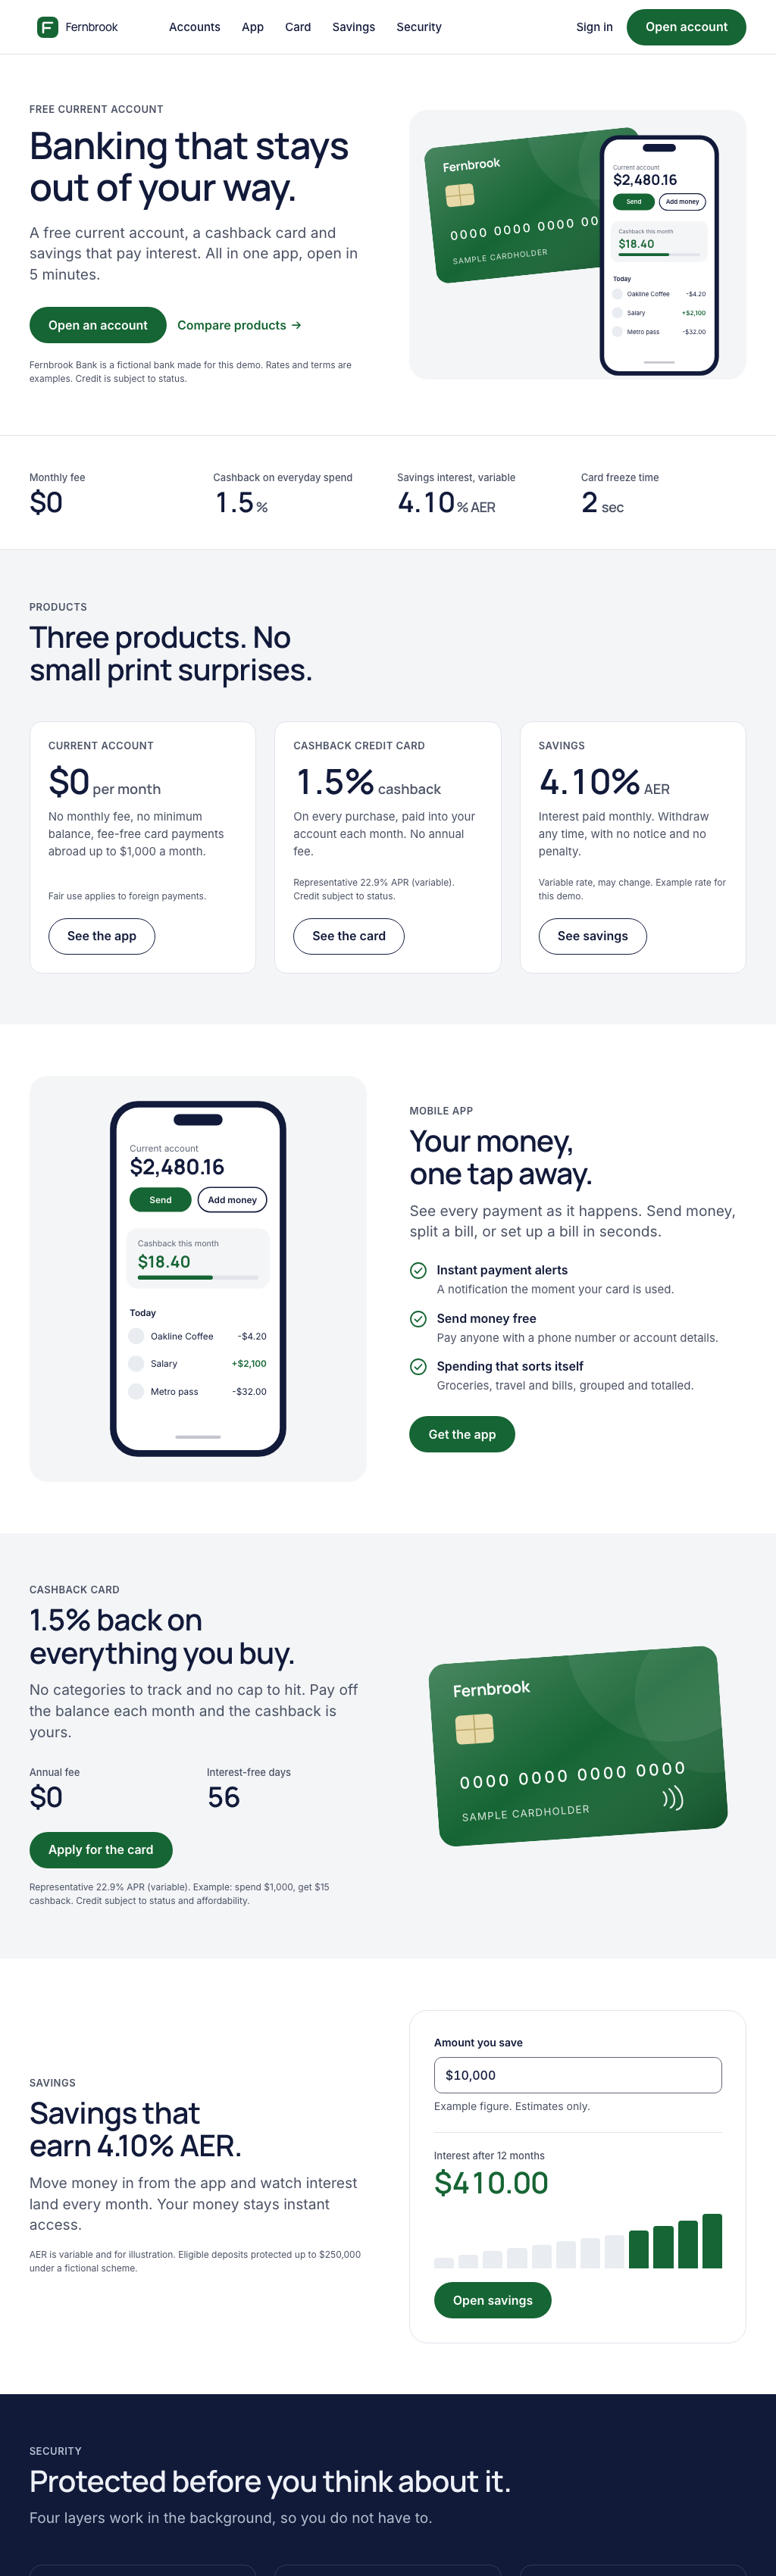 Fernbrook
Accounts
App
Card
Savings
Security
Sign in
Open account
FREE CURRENT ACCOUNT
Banking that stays
out of your way.
A free current account, a cashback card and
savings that pay interest. All in one app, open in
5 minutes.
Open an account
Compare products →
Fernbrook Bank is a fictional bank made for this demo. Rates and terms are
examples. Credit is subject to status.
Fernbrook
0000 0000 0000 00
SAMPLE CARDHOLDER
Current account
$2,480.16
Send
Add money
Cashback this month
$18.40
Today
Oakline Coffee -$4.20
Salary +$2,100
Metro pass -$32.00
Monthly fee
$0
Cashback on everyday spend
1.5%
Savings interest, variable
4.10% AER
Card freeze time
2 sec
PRODUCTS
Three products. No
small print surprises.
CURRENT ACCOUNT
$0 per month
No monthly fee, no minimum
balance, fee-free card payments
abroad up to $1,000 a month.
Fair use applies to foreign payments.
See the app
CASHBACK CREDIT CARD
1.5% cashback
On every purchase, paid into your
account each month. No annual
fee.
Representative 22.9% APR (variable).
Credit subject to status.
See the card
SAVINGS
4.10% AER
Interest paid monthly. Withdraw
any time, with no notice and no
penalty.
Variable rate, may change. Example rate for
this demo.
See savings
Current account
$2,480.16
Send
Add money
Cashback this month
$18.40
Today
Oakline Coffee -$4.20
Salary +$2,100
Metro pass -$32.00
MOBILE APP
Your money,
one tap away.
See every payment as it happens. Send money,
split a bill, or set up a bill in seconds.
Instant payment alerts
A notification the moment your card is used.
Send money free
Pay anyone with a phone number or account details.
Spending that sorts itself
Groceries, travel and bills, grouped and totalled.
Get the app
CASHBACK CARD
1.5% back on
everything you buy.
No categories to track and no cap to hit. Pay off
the balance each month and the cashback is
yours.
Annual fee
$0
Interest-free days
56
Apply for the card
Representative 22.9% APR (variable). Example: spend $1,000, get $15
cashback. Credit subject to status and affordability.
Fernbrook
0000 0000 0000 0000
SAMPLE CARDHOLDER
SAVINGS
Savings that
earn 4.10% AER.
Move money in from the app and watch interest
land every month. Your money stays instant
access.
AER is variable and for illustration. Eligible deposits protected up to $250,000
under a fictional scheme.
Amount you save
$10,000
Example figure. Estimates only.
Interest after 12 months
$410.00
Open savings
SECURITY
Protected before you think about it.
Four layers work in the background, so you do not have to.